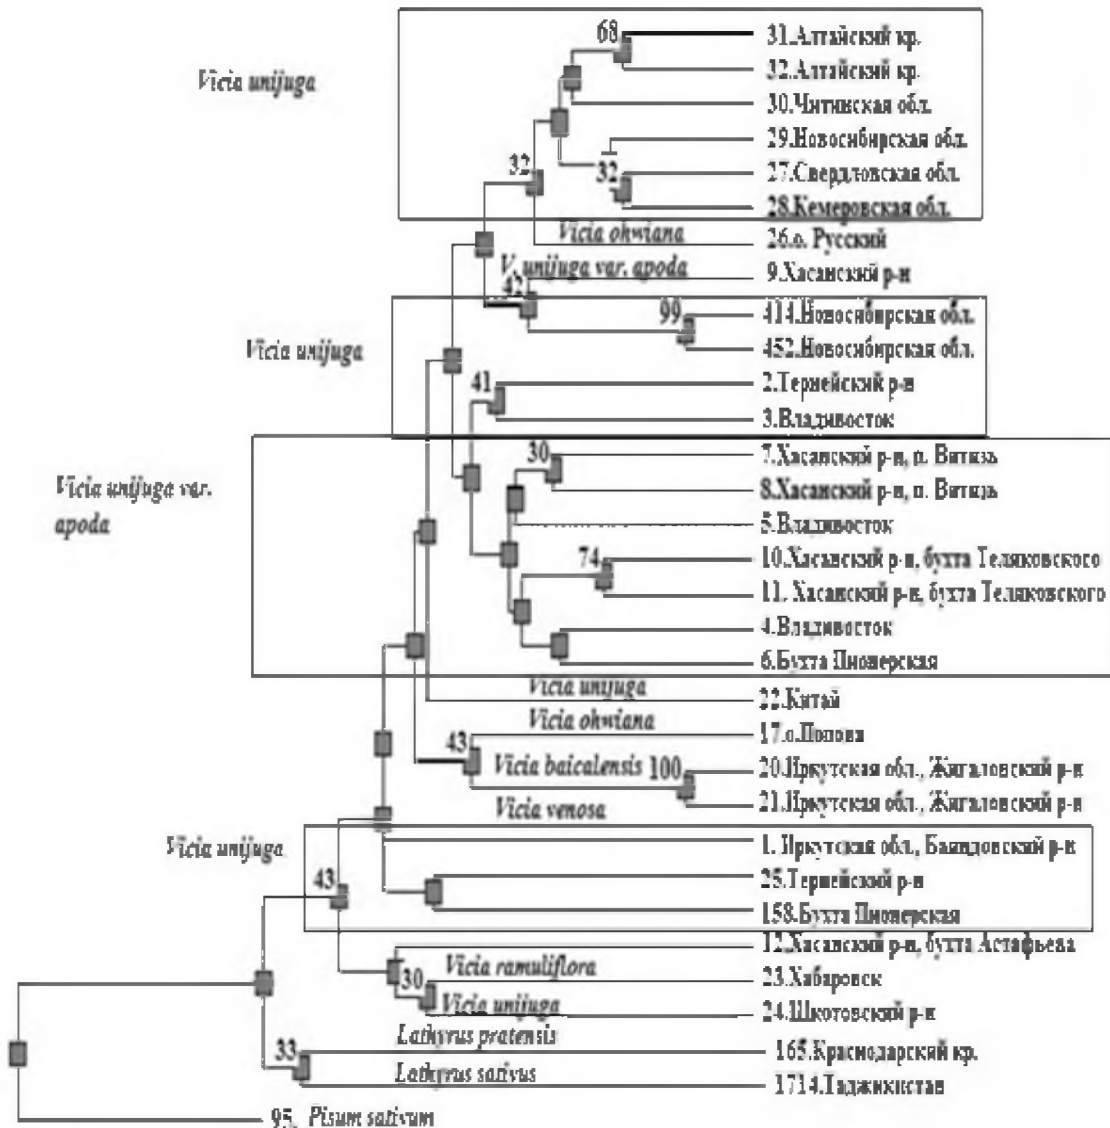 68
31.Алтайский кр.
Vicia unijuga
32.Алтайский кр.
30.Читинская обл.
29.Новосибирская обл.
32
32
27.Свердловская обл.
28.Кемеровская обл.
Vicia ohwiana
26.о. Русский
V. unijuga var. apoda
9.Хасанский р-н
42
99
414.Новосибирская обл.
Vicia unijuga
452.Новосибирская обл.
41
2.Тернейский р-н
3.Владивосток
30
7.Хасанский р-н, п. Витязь
Vicia unijuga var.
apoda
8.Хасанский р-н, п. Витязь
5.Владивосток
74
10.Хасанский р-н, бухта Теляковского
11. Хасанский р-н, бухта Теляковского
4.Владивосток
6.Бухта Пионерская
Vicia unijuga
22.Китай
Vicia ohwiana
17.о.Попова
43
Vicia baicalensis
100
20.Иркутская обл., Жигаловский р-н
21.Иркутская обл., Жигаловский р-н
Vicia venosa
Vicia unijuga
1. Иркутская обл., Баяндовский р-н
43
25.Тернейский р-н
158.Бухта Пионерская
12.Хасанский р-н, бухта Астафьева
30
Vicia ramuliflora
23.Хабаровск
Vicia unijuga
24.Шкотовский р-н
Lathyrus pratensis
33
165.Краснодарский кр.
Lathyrus sativus
1714.Таджикистан
95. Pisum sativum